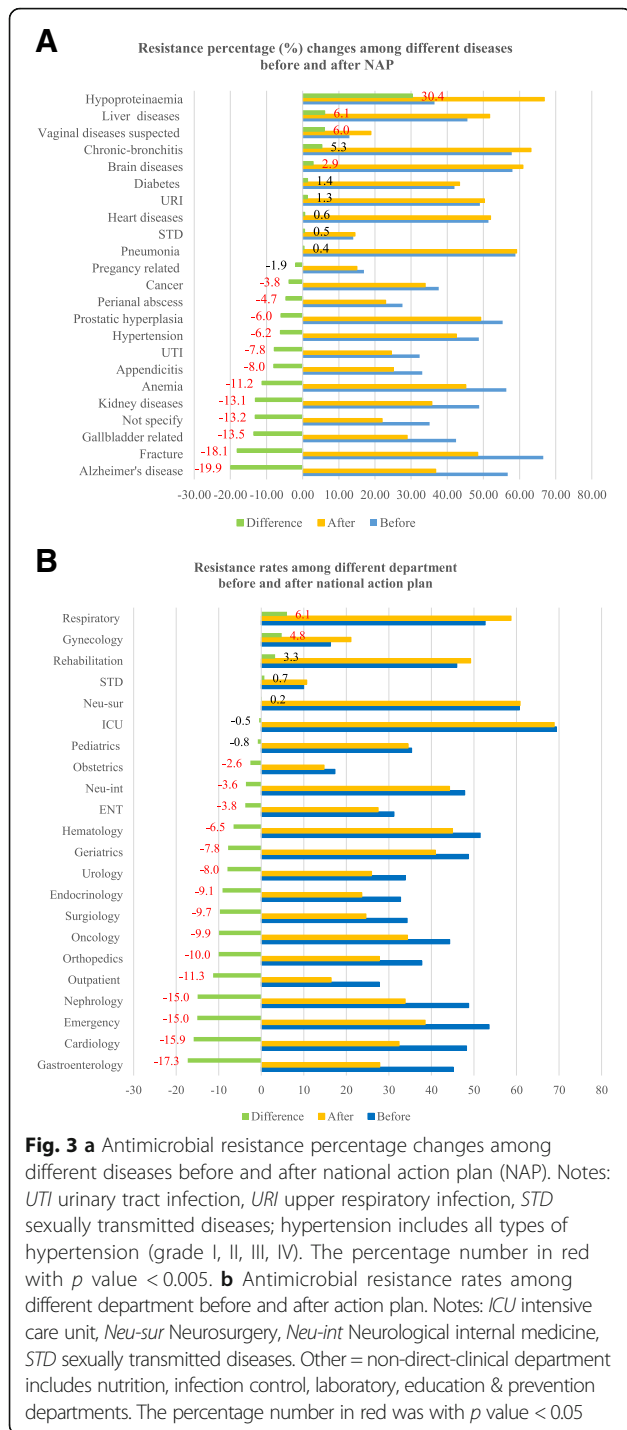 A
Resistance percentage (%) changes among different diseases
before and after NAP
Hypoproteinaemia 30.4
Liver diseases 6.1
Vaginal diseases suspected 6.0
Chronic-bronchitis 5.3
Brain diseases 2.9
Diabetes 1.4
URI 1.3
Heart diseases 0.6
STD 0.5
Pneumonia 0.4
Pregancy related -1.9
Cancer -3.8
Perianal abscess -4.7
Prostatic hyperplasia -6.0
Hypertension -6.2
UTI -7.8
Appendicitis -8.0
Anemia -11.2
Kidney diseases -13.1
Not specify -13.2
Gallbladder related -13.5
Fracture -18.1
Alzheimer's disease -19.9
-30.00 -20.00 -10.00 0.00 10.00 20.00 30.00 40.00 50.00 60.00 70.00 80.00
Difference After Before
B
Resistance rates among different department
before and after national action plan
Respiratory 6.1
Gynecology 4.8
Rehabilitation 3.3
STD 0.7
Neu-sur 0.2
ICU -0.5
Pediatrics -0.8
Obstetrics -2.6
Neu-int -3.6
ENT -3.8
Hematology -6.5
Geriatrics -7.8
Urology -8.0
Endocrinology -9.1
Surgiology -9.7
Oncology -9.9
Orthopedics -10.0
Outpatient -11.3
Nephrology -15.0
Emergency -15.0
Cardiology -15.9
Gastroenterology -17.3
-30 -20 -10 0 10 20 30 40 50 60 70 80
Difference After Before
Fig. 3 a Antimicrobial resistance percentage changes among
different diseases before and after national action plan (NAP). Notes:
UTI urinary tract infection, URI upper respiratory infection, STD
sexually transmitted diseases; hypertension includes all types of
hypertension (grade I, II, III, IV). The percentage number in red
with p value < 0.005. b Antimicrobial resistance rates among
different department before and after action plan. Notes: ICU intensive
care unit, Neu-sur Neurosurgery, Neu-int Neurological internal medicine,
STD sexually transmitted diseases. Other = non-direct-clinical department
includes nutrition, infection control, laboratory, education & prevention
departments. The percentage number in red was with p value < 0.05